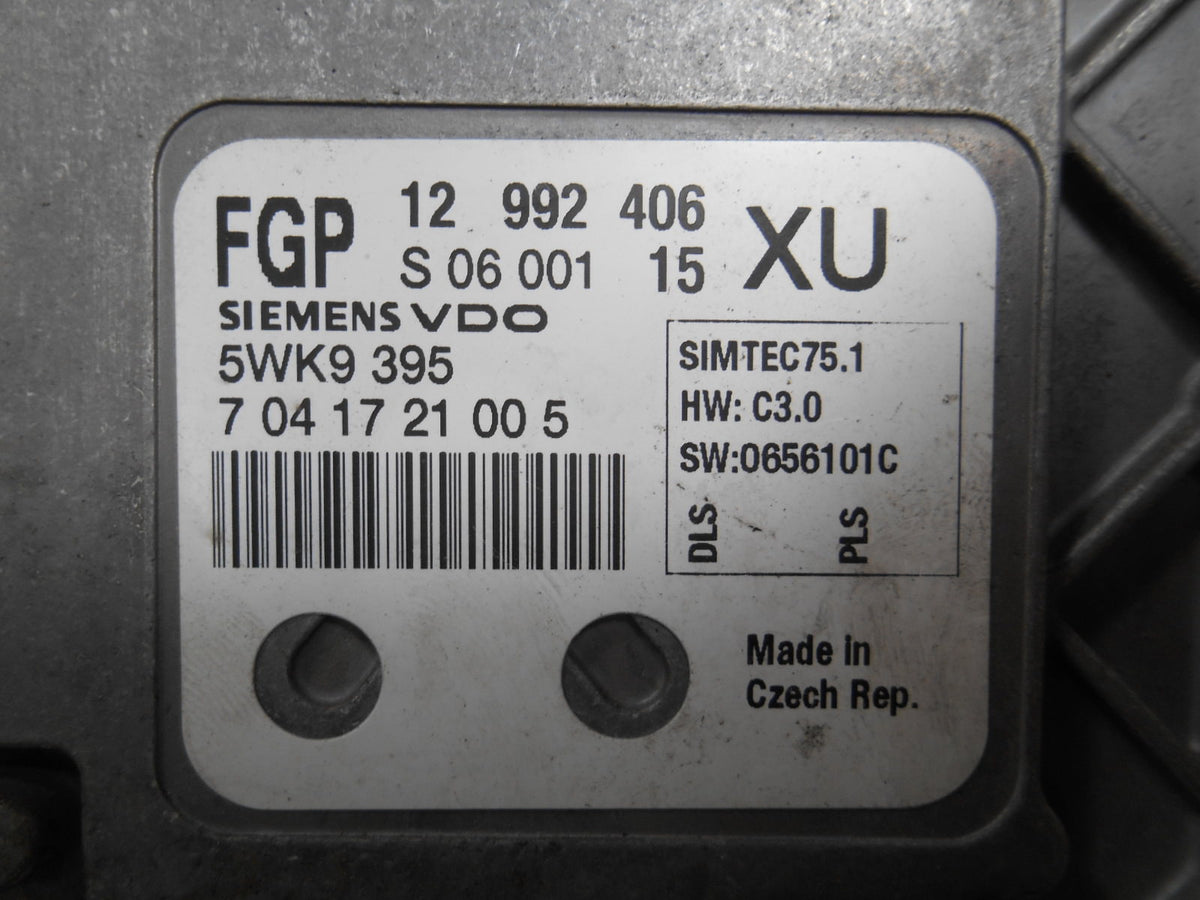 FGP 12 992 406 XU
S 06 001 15
SIEMENS VDO
5WK9 395
7 04 17 21 00 5
SIMTEC75.1
HW: C3.0
SW:0656101C
DLS PLS
Made in
Czech Rep.